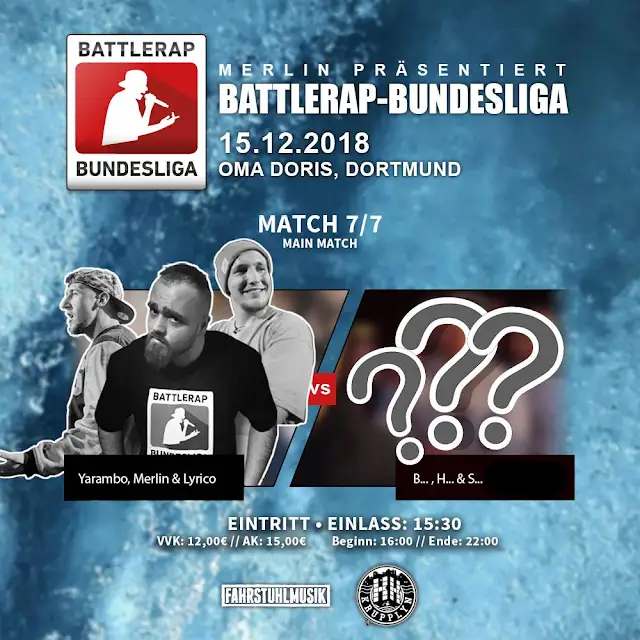 BATTLERAP
BUNDESLIGA
MERLIN PRÄSENTIERT
BATTLERAP-BUNDESLIGA
15.12.2018
OMA DORIS, DORTMUND
MATCH 7/7
MAIN MATCH
BATTLERAP
BUNDESLIGA
VS
???
Yarambo, Merlin & Lyrico
B... , H... & S...
EINTRITT • EINLASS: 15:30
VVK: 12,00€ // AK: 15,00€ Beginn: 16:00 // Ende: 22:00
FAHRSTUHLMUSIK
KRUPPLYN